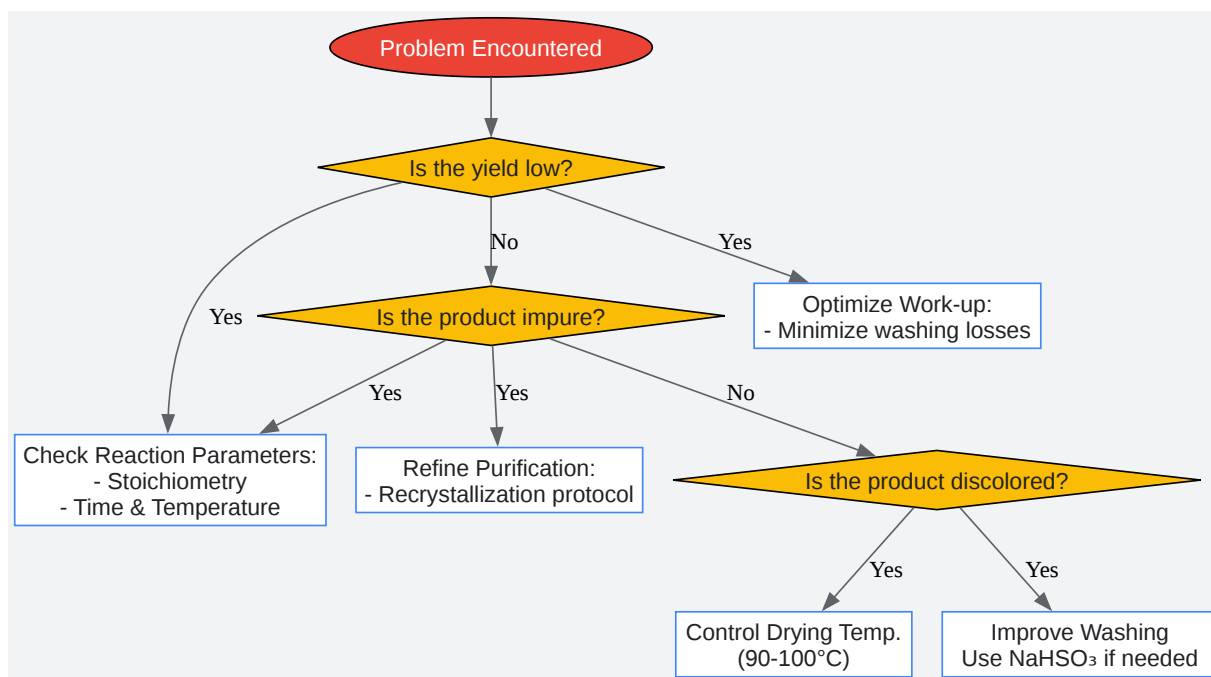 Problem Encountered
Is the yield low?
No
Yes
Optimize Work-up:
- Minimize washing losses
Yes
Is the product impure?
Yes
Yes
No
Check Reaction Parameters:
- Stoichiometry
- Time & Temperature
Refine Purification:
- Recrystallization protocol
Is the product discolored?
Yes
Yes
Control Drying Temp.
(90-100°C)
Improve Washing
Use NaHSO₃ if needed